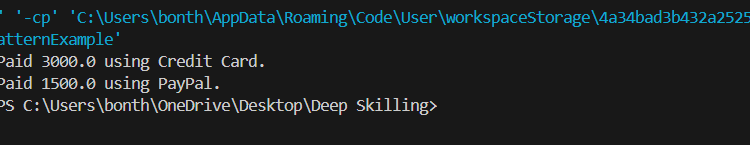 ' '-cp' 'C:\Users\bonth\AppData\Roaming\Code\User\workspaceStorage\4a34bad3b432a2525
atternExample'
Paid 3000.0 using Credit Card.
Paid 1500.0 using PayPal.
PS C:\Users\bonth\OneDrive\Desktop\Deep Skilling>